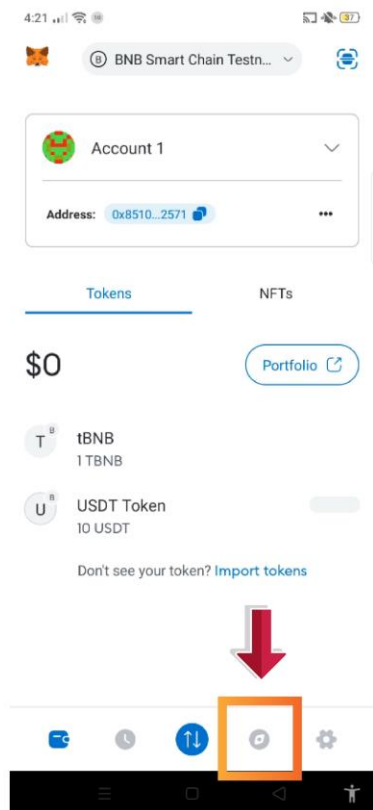 4:21
37
BNB Smart Chain Testn...
Account 1
Address: 0x8510...2571
Tokens NFTs
$0 Portfolio
T B tBNB
1 TBNB
U B USDT Token
10 USDT
Don't see your token? Import tokens